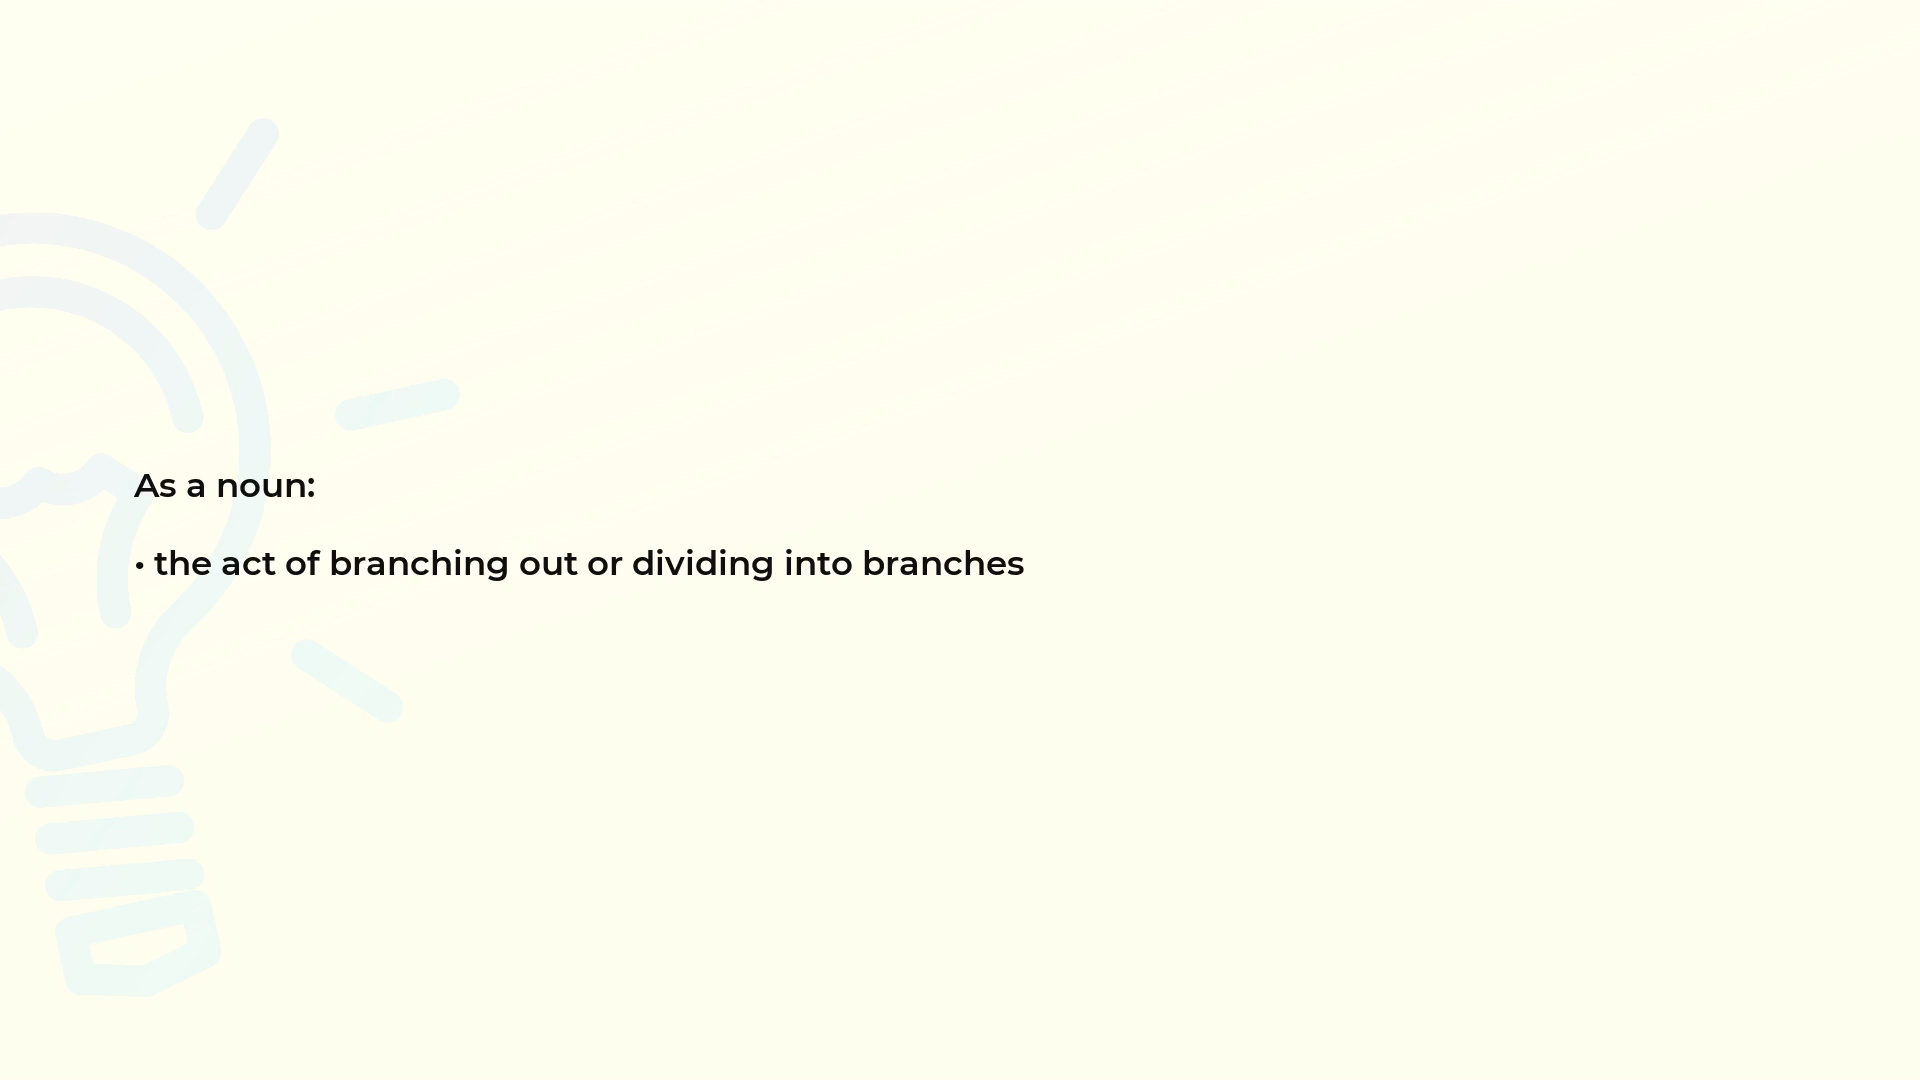 As a noun:
• the act of branching out or dividing into branches